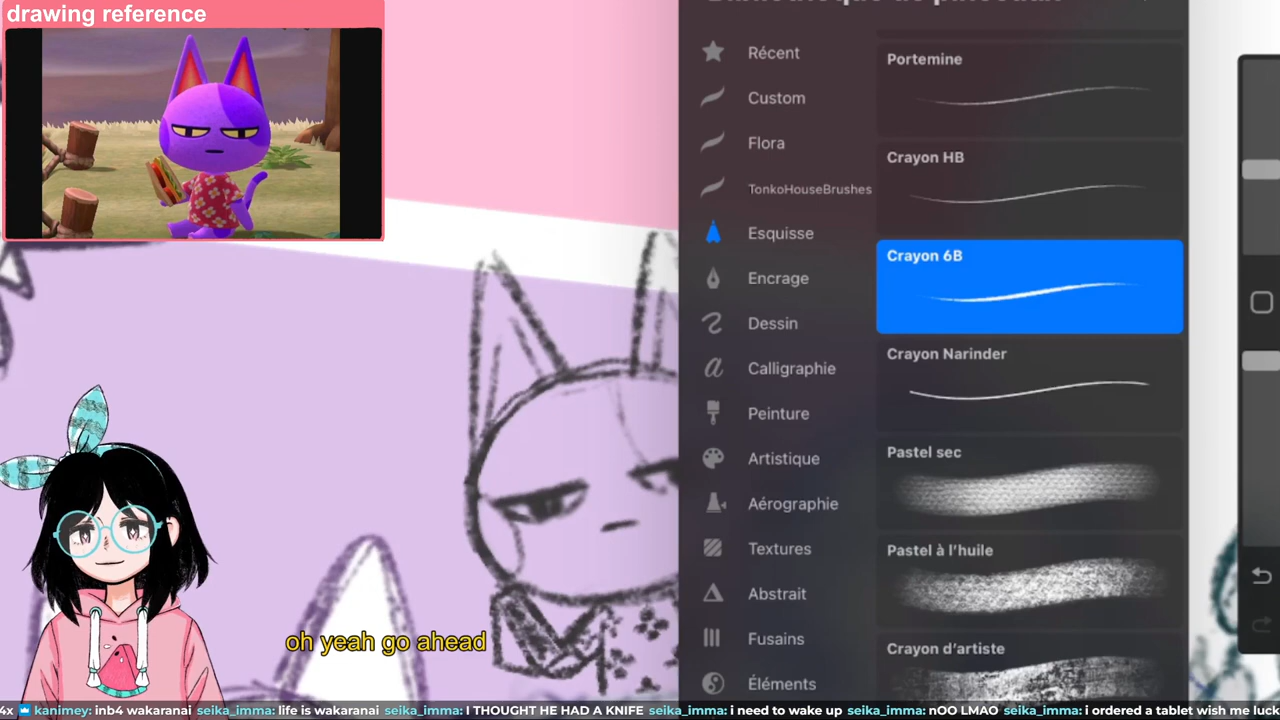 drawing reference
Récent
Custom
Flora
TonkoHouseBrushes
Esquisse
Encrage
Dessin
Calligraphie
Peinture
Artistique
Aérographie
Textures
Abstrait
Fusains
Éléments
Portemine
Crayon HB
Crayon 6B
Crayon Narinder
Pastel sec
Pastel à l'huile
Crayon d'artiste
oh yeah go ahead
4x kanimey: inb4 wakaranai seika_imma: life is wakaranai seika_imma: I THOUGHT HE HAD A KNIFE seika_imma: i need to wake up seika_imma: nOO LMAO seika_imma: i ordered a tablet wish me luck